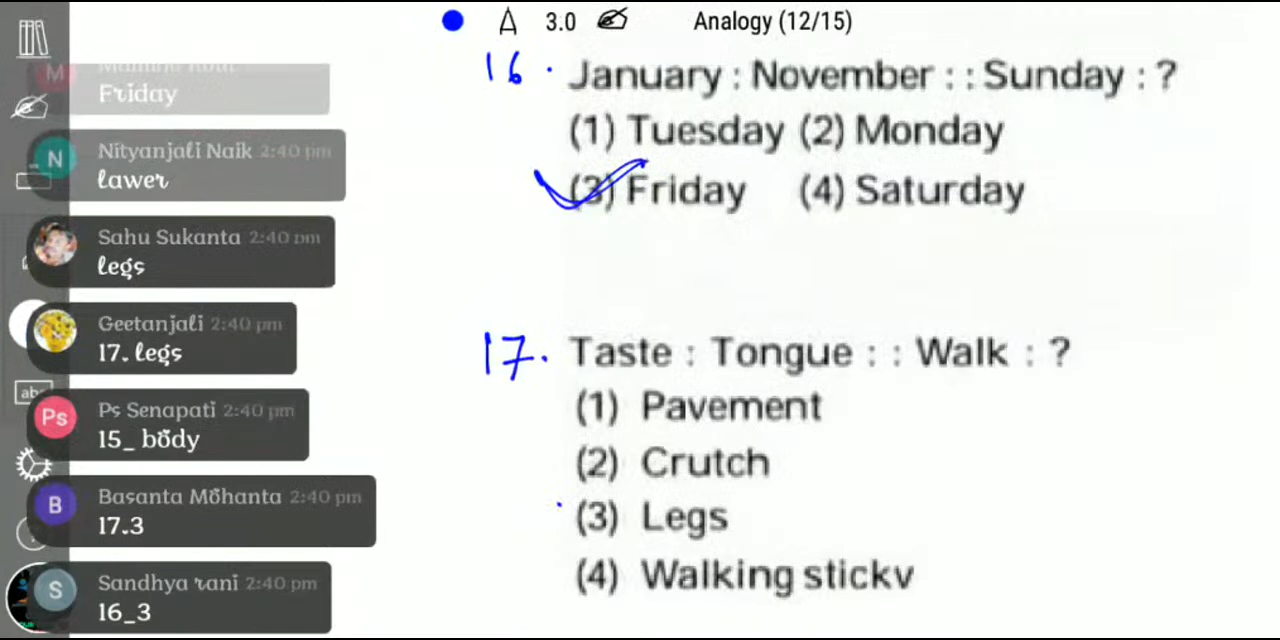 3.0 Analogy (12/15)
Friday
Nityanjali Naik 2:40 pm
lawer
Sahu Sukanta 2:40 pm
legs
Geetanjali 2:40 pm
17. legs
Ps
Ps Senapati 2:40 pm
15_ body
B
Basanta Mohanta 2:40 pm
17.3
S
Sandhya rani 2:40 pm
16_3
M
N
abc
16. January : November : : Sunday : ?
(1) Tuesday (2) Monday
(3) Friday (4) Saturday
17. Taste : Tongue : : Walk : ?
(1) Pavement
(2) Crutch
(3) Legs
(4) Walking stickv